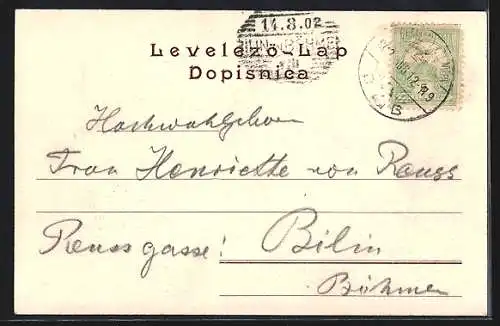 14.8.02
Levelező-Lap
Dopisnica
Hochwohlgeboren
Frau Henriette von Reuss
Reussgasse! Bilin
Böhmen